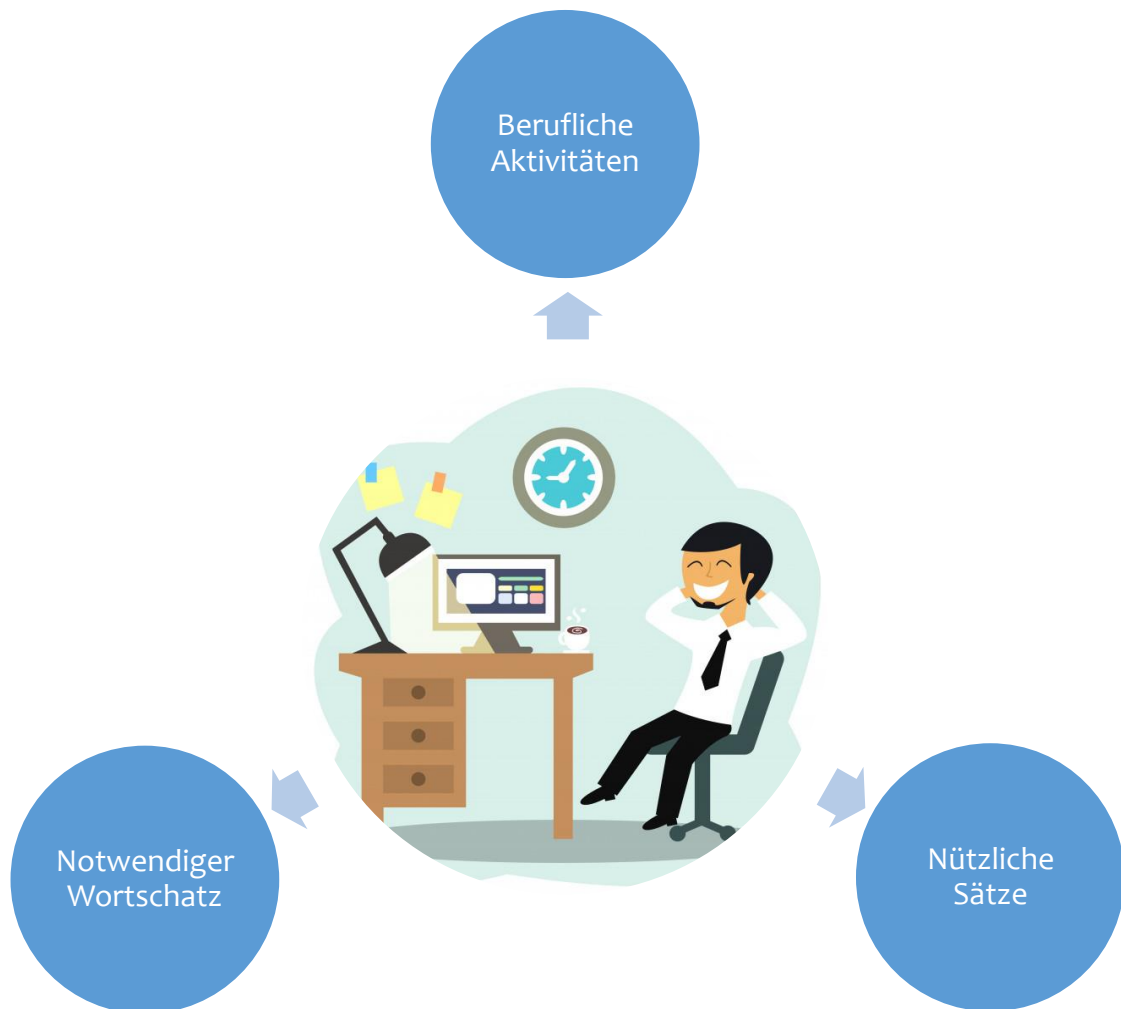 Berufliche
Aktivitäten
Notwendiger
Wortschatz
Nützliche
Sätze